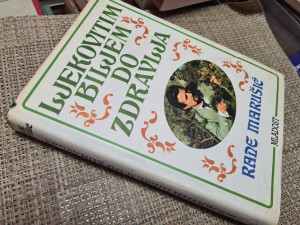 LJEKOVITIM
BILJEM
DO
ZDRAVLJA
RADE MARUŠIĆ
MLADOST